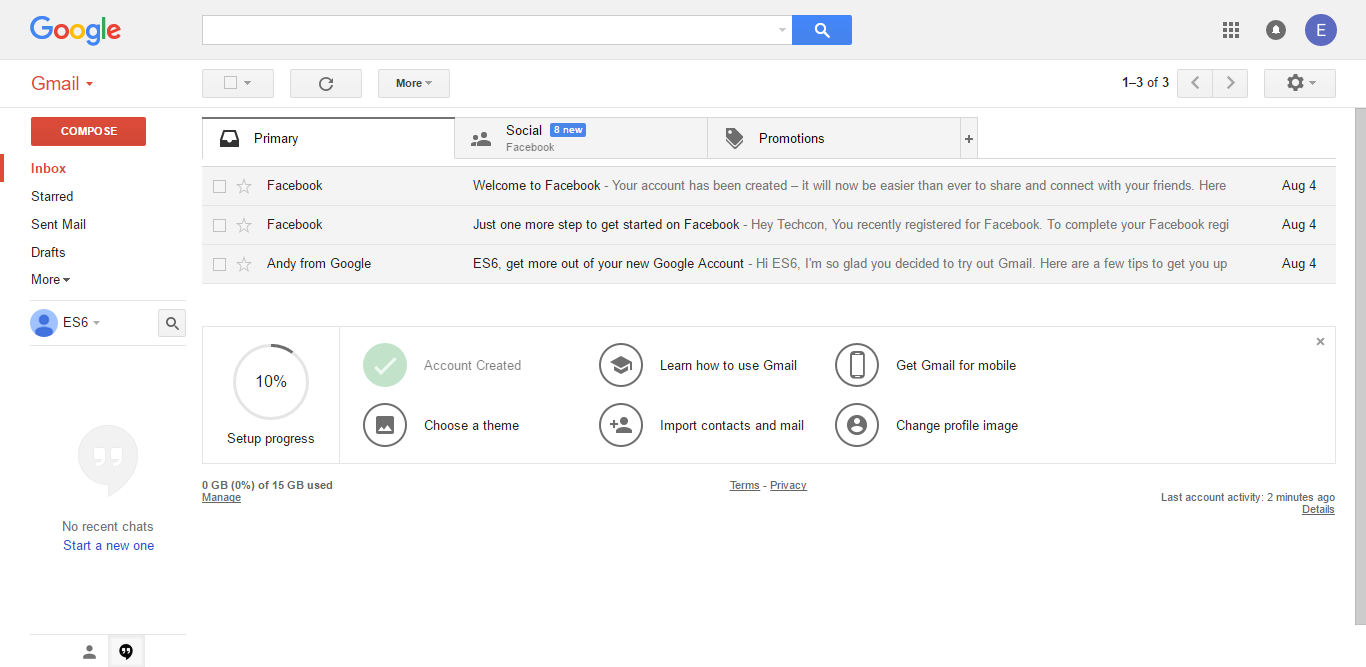 Google
E
Gmail
More
1–3 of 3
COMPOSE
Inbox
Starred
Sent Mail
Drafts
More
ES6
No recent chats
Start a new one
Primary
Social 8 new
Facebook
Promotions
+
Facebook Welcome to Facebook - Your account has been created – it will now be easier than ever to share and connect with your friends. Here Aug 4
Facebook Just one more step to get started on Facebook - Hey Techcon, You recently registered for Facebook. To complete your Facebook regi Aug 4
Andy from Google ES6, get more out of your new Google Account - Hi ES6, I'm so glad you decided to try out Gmail. Here are a few tips to get you up Aug 4
10%
Setup progress
Account Created
Learn how to use Gmail
Get Gmail for mobile
Choose a theme
Import contacts and mail
Change profile image
0 GB (0%) of 15 GB used
Manage
Terms - Privacy
Last account activity: 2 minutes ago
Details